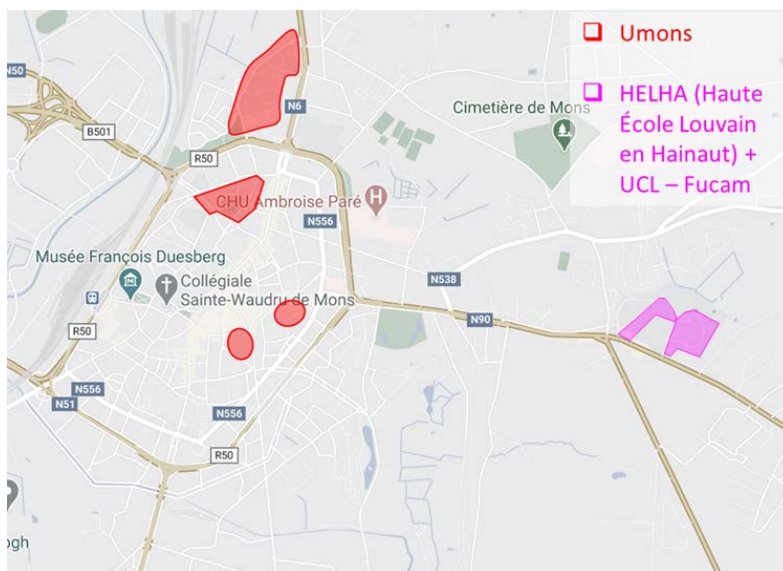 Umons
HELHA (Haute
École Louvain
en Hainaut) +
UCL – Fucam
N50
N6
Cimetière de Mons
B501
R50
CHU Ambroise Paré
H
N556
Musée François Duesberg
Collégiale
Sainte-Waudru de Mons
N538
R50
N90
N556
N51
N556
R50
ogh